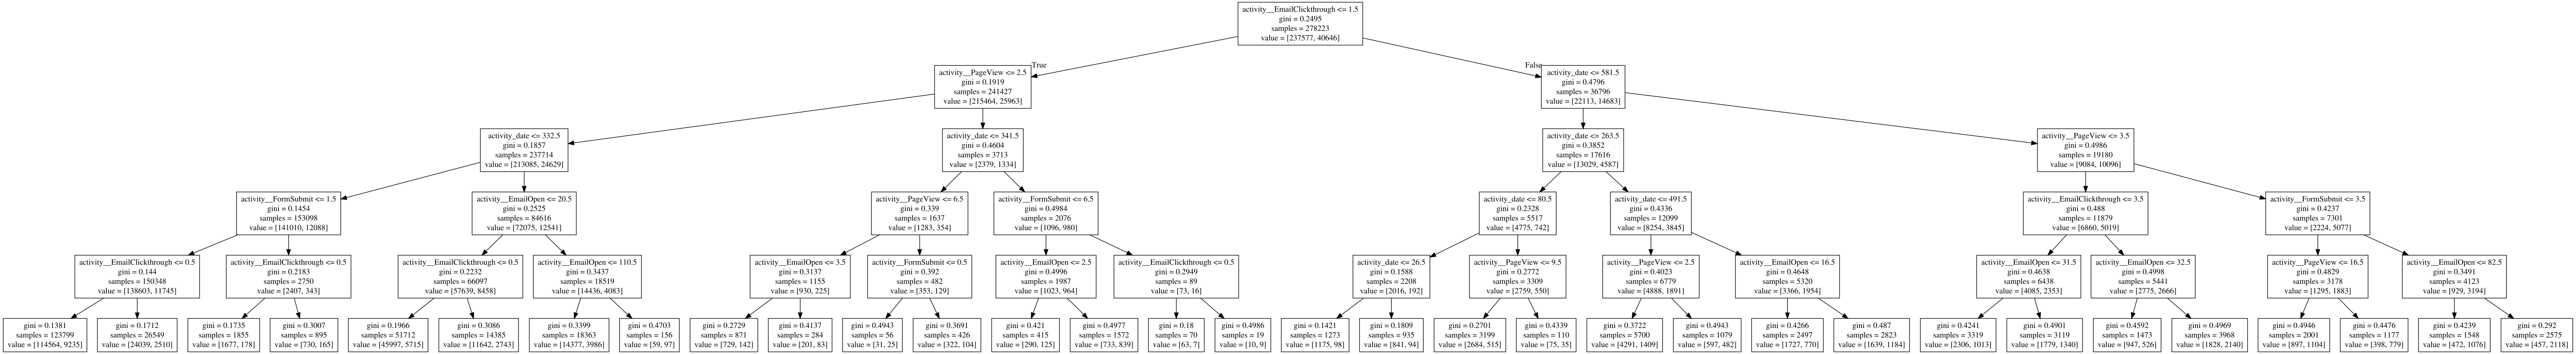 activity__EmailClickthrough <= 1.5
gini = 0.2495
samples = 278223
value = [237577, 40646]
True
False
activity__PageView <= 2.5
gini = 0.1919
samples = 241427
value = [215464, 25963]
activity_date <= 581.5
gini = 0.4796
samples = 36796
value = [22113, 14683]
activity_date <= 332.5
gini = 0.1857
samples = 237714
value = [213085, 24629]
activity_date <= 341.5
gini = 0.4604
samples = 3713
value = [2379, 1334]
activity_date <= 263.5
gini = 0.3852
samples = 17616
value = [13029, 4587]
activity__PageView <= 3.5
gini = 0.4986
samples = 19180
value = [9084, 10096]
activity__FormSubmit <= 1.5
gini = 0.1454
samples = 153098
value = [141010, 12088]
activity__EmailOpen <= 20.5
gini = 0.2525
samples = 84616
value = [72075, 12541]
activity__PageView <= 6.5
gini = 0.339
samples = 1637
value = [1283, 354]
activity__FormSubmit <= 6.5
gini = 0.4984
samples = 2076
value = [1096, 980]
activity_date <= 80.5
gini = 0.2328
samples = 5517
value = [4775, 742]
activity_date <= 491.5
gini = 0.4336
samples = 12099
value = [8254, 3845]
activity__EmailClickthrough <= 3.5
gini = 0.488
samples = 11879
value = [6860, 5019]
activity__FormSubmit <= 3.5
gini = 0.4237
samples = 7301
value = [2224, 5077]
activity__EmailClickthrough <= 0.5
gini = 0.144
samples = 150348
value = [138603, 11745]
activity__EmailClickthrough <= 0.5
gini = 0.2183
samples = 2750
value = [2407, 343]
activity__EmailClickthrough <= 0.5
gini = 0.2232
samples = 66097
value = [57639, 8458]
activity__EmailOpen <= 110.5
gini = 0.3437
samples = 18519
value = [14436, 4083]
activity__EmailOpen <= 3.5
gini = 0.3137
samples = 1155
value = [930, 225]
activity__FormSubmit <= 0.5
gini = 0.392
samples = 482
value = [353, 129]
activity__EmailOpen <= 2.5
gini = 0.4996
samples = 1987
value = [1023, 964]
activity__EmailClickthrough <= 0.5
gini = 0.2949
samples = 89
value = [73, 16]
activity_date <= 26.5
gini = 0.1588
samples = 2208
value = [2016, 192]
activity__PageView <= 9.5
gini = 0.2772
samples = 3309
value = [2759, 550]
activity__PageView <= 2.5
gini = 0.4023
samples = 6779
value = [4888, 1891]
activity__EmailOpen <= 16.5
gini = 0.4648
samples = 5320
value = [3366, 1954]
activity__EmailOpen <= 31.5
gini = 0.4638
samples = 6438
value = [4085, 2353]
activity__EmailOpen <= 32.5
gini = 0.4998
samples = 5441
value = [2775, 2666]
activity__PageView <= 16.5
gini = 0.4829
samples = 3178
value = [1295, 1883]
activity__EmailOpen <= 82.5
gini = 0.3491
samples = 4123
value = [929, 3194]
gini = 0.1381
samples = 123799
value = [114564, 9235]
gini = 0.1712
samples = 26549
value = [24039, 2510]
gini = 0.1735
samples = 1855
value = [1677, 178]
gini = 0.3007
samples = 895
value = [730, 165]
gini = 0.1966
samples = 51712
value = [45997, 5715]
gini = 0.3086
samples = 14385
value = [11642, 2743]
gini = 0.3399
samples = 18363
value = [14377, 3986]
gini = 0.4703
samples = 156
value = [59, 97]
gini = 0.2729
samples = 871
value = [729, 142]
gini = 0.4137
samples = 284
value = [201, 83]
gini = 0.4943
samples = 56
value = [31, 25]
gini = 0.3691
samples = 426
value = [322, 104]
gini = 0.421
samples = 415
value = [290, 125]
gini = 0.4977
samples = 1572
value = [733, 839]
gini = 0.18
samples = 70
value = [63, 7]
gini = 0.4986
samples = 19
value = [10, 9]
gini = 0.1421
samples = 1273
value = [1175, 98]
gini = 0.1809
samples = 935
value = [841, 94]
gini = 0.2701
samples = 3199
value = [2684, 515]
gini = 0.4339
samples = 110
value = [75, 35]
gini = 0.3722
samples = 5700
value = [4291, 1409]
gini = 0.4943
samples = 1079
value = [597, 482]
gini = 0.4266
samples = 2497
value = [1727, 770]
gini = 0.487
samples = 2823
value = [1639, 1184]
gini = 0.4241
samples = 3319
value = [2306, 1013]
gini = 0.4901
samples = 3119
value = [1779, 1340]
gini = 0.4592
samples = 1473
value = [947, 526]
gini = 0.4969
samples = 3968
value = [1828, 2140]
gini = 0.4946
samples = 2001
value = [897, 1104]
gini = 0.4476
samples = 1177
value = [398, 779]
gini = 0.4239
samples = 1548
value = [472, 1076]
gini = 0.292
samples = 2575
value = [457, 2118]